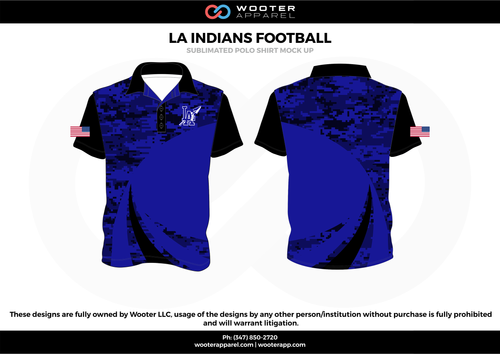 WOOTER
APPAREL
LA INDIANS FOOTBALL
SUBLIMATED POLO SHIRT MOCK UP
LA
These designs are fully owned by Wooter LLC, usage of the designs by any other person/institution without purchase is fully prohibited
and will warrant litigation.
Ph: (347) 850-2720
wooterapparel.com | wooterapp.com